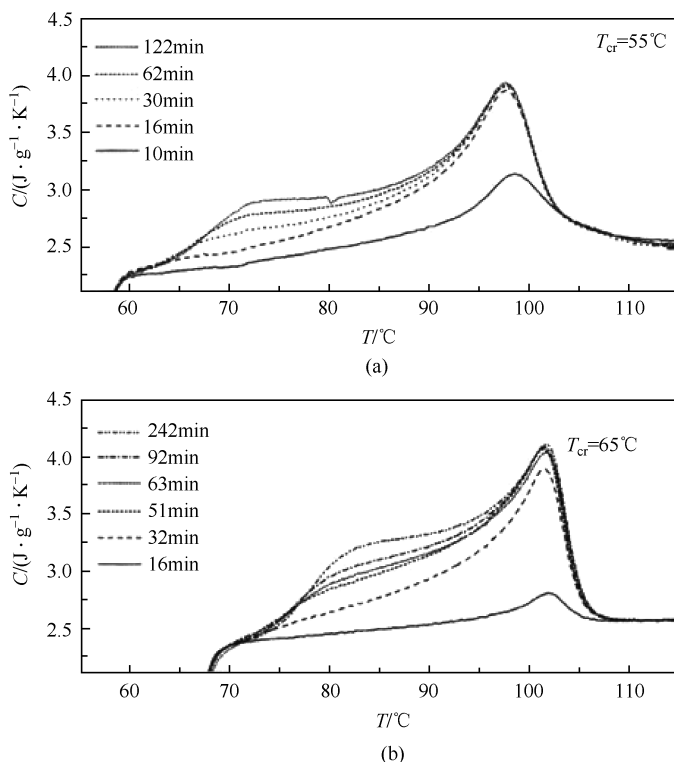 4.5
4.0
3.5
3.0
2.5
C/(J·g⁻¹·K⁻¹)
122min
62min
30min
16min
10min
T_cr=55℃
60 70 80 90 100 110
T/℃
(a)
4.5
4.0
3.5
3.0
2.5
C/(J·g⁻¹·K⁻¹)
242min
92min
63min
51min
32min
16min
T_cr=65℃
60 70 80 90 100 110
T/℃
(b)